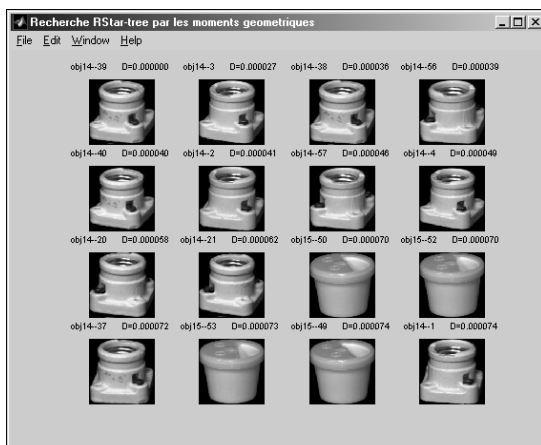 Recherche RStar-tree par les moments geometriques
File Edit Window Help
obj14--39 D=0.000000 obj14--3 D=0.000027 obj14--38 D=0.000036 obj14--56 D=0.000039
obj14--40 D=0.000040 obj14--2 D=0.000041 obj14--57 D=0.000046 obj14--4 D=0.000049
obj14--20 D=0.000058 obj14--21 D=0.000062 obj15--50 D=0.000070 obj15--52 D=0.000070
obj14--37 D=0.000072 obj15--53 D=0.000073 obj15--49 D=0.000074 obj14--1 D=0.000074